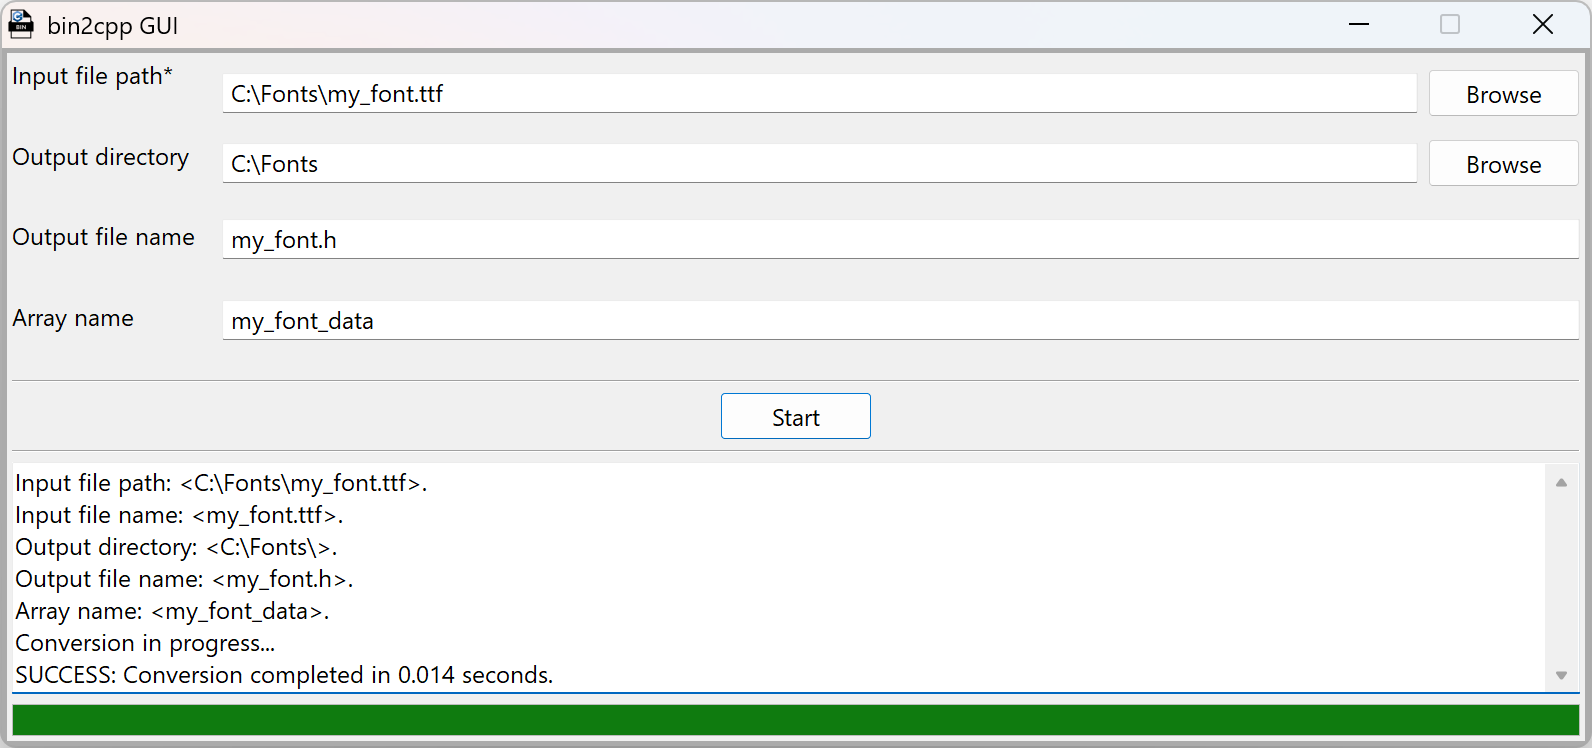 bin2cpp GUI
Input file path*
C:\Fonts\my_font.ttf
Browse
Output directory
C:\Fonts
Browse
Output file name
my_font.h
Array name
my_font_data
Start
Input file path: <C:\Fonts\my_font.ttf>.
Input file name: <my_font.ttf>.
Output directory: <C:\Fonts\>.
Output file name: <my_font.h>.
Array name: <my_font_data>.
Conversion in progress...
SUCCESS: Conversion completed in 0.014 seconds.